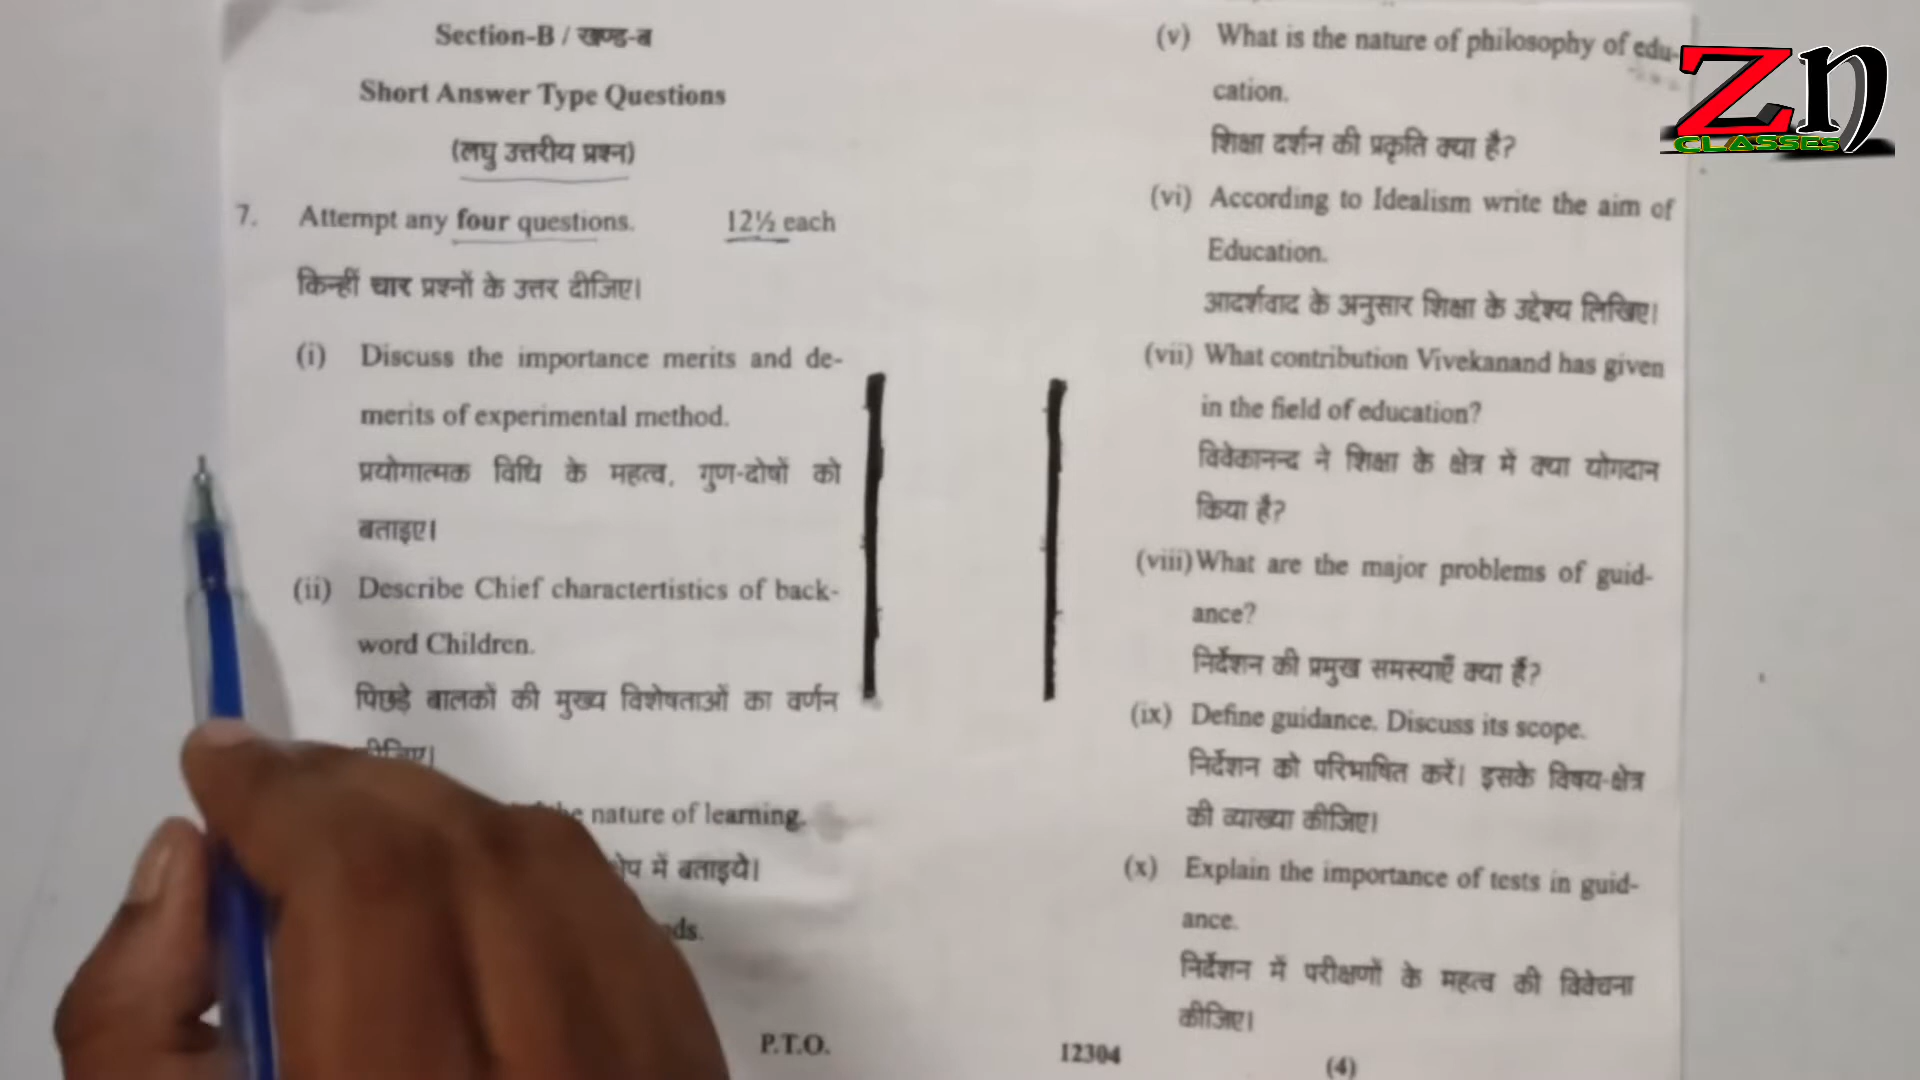 Section-B / खण्ड-ब
Short Answer Type Questions
(लघु उत्तरीय प्रश्न)
7. Attempt any four questions. 12½ each
किन्हीं चार प्रश्नों के उत्तर दीजिए।
(i) Discuss the importance merits and de-
merits of experimental method.
प्रयोगात्मक विधि के महत्व, गुण-दोषों को
बताइए।
(ii) Describe Chief charactertistics of back-
word Children.
पिछड़े बालकों की मुख्य विशेषताओं का वर्णन
nature of learning.
में बताइये।
P.T.O.
(v) What is the nature of philosophy of edu-
cation.
शिक्षा दर्शन की प्रकृति क्या है?
(vi) According to Idealism write the aim of
Education.
आदर्शवाद के अनुसार शिक्षा के उद्देश्य लिखिए।
(vii) What contribution Vivekanand has given
in the field of education?
विवेकानन्द ने शिक्षा के क्षेत्र में क्या योगदान
किया है?
(viii) What are the major problems of guid-
ance?
निर्देशन की प्रमुख समस्याएँ क्या हैं?
(ix) Define guidance. Discuss its scope.
निर्देशन को परिभाषित करें। इसके विषय-क्षेत्र
की व्याख्या कीजिए।
(x) Explain the importance of tests in guid-
ance.
निर्देशन में परीक्षणों के महत्व की विवेचना
कीजिए।
12304
(4)
Zn
CLASSES